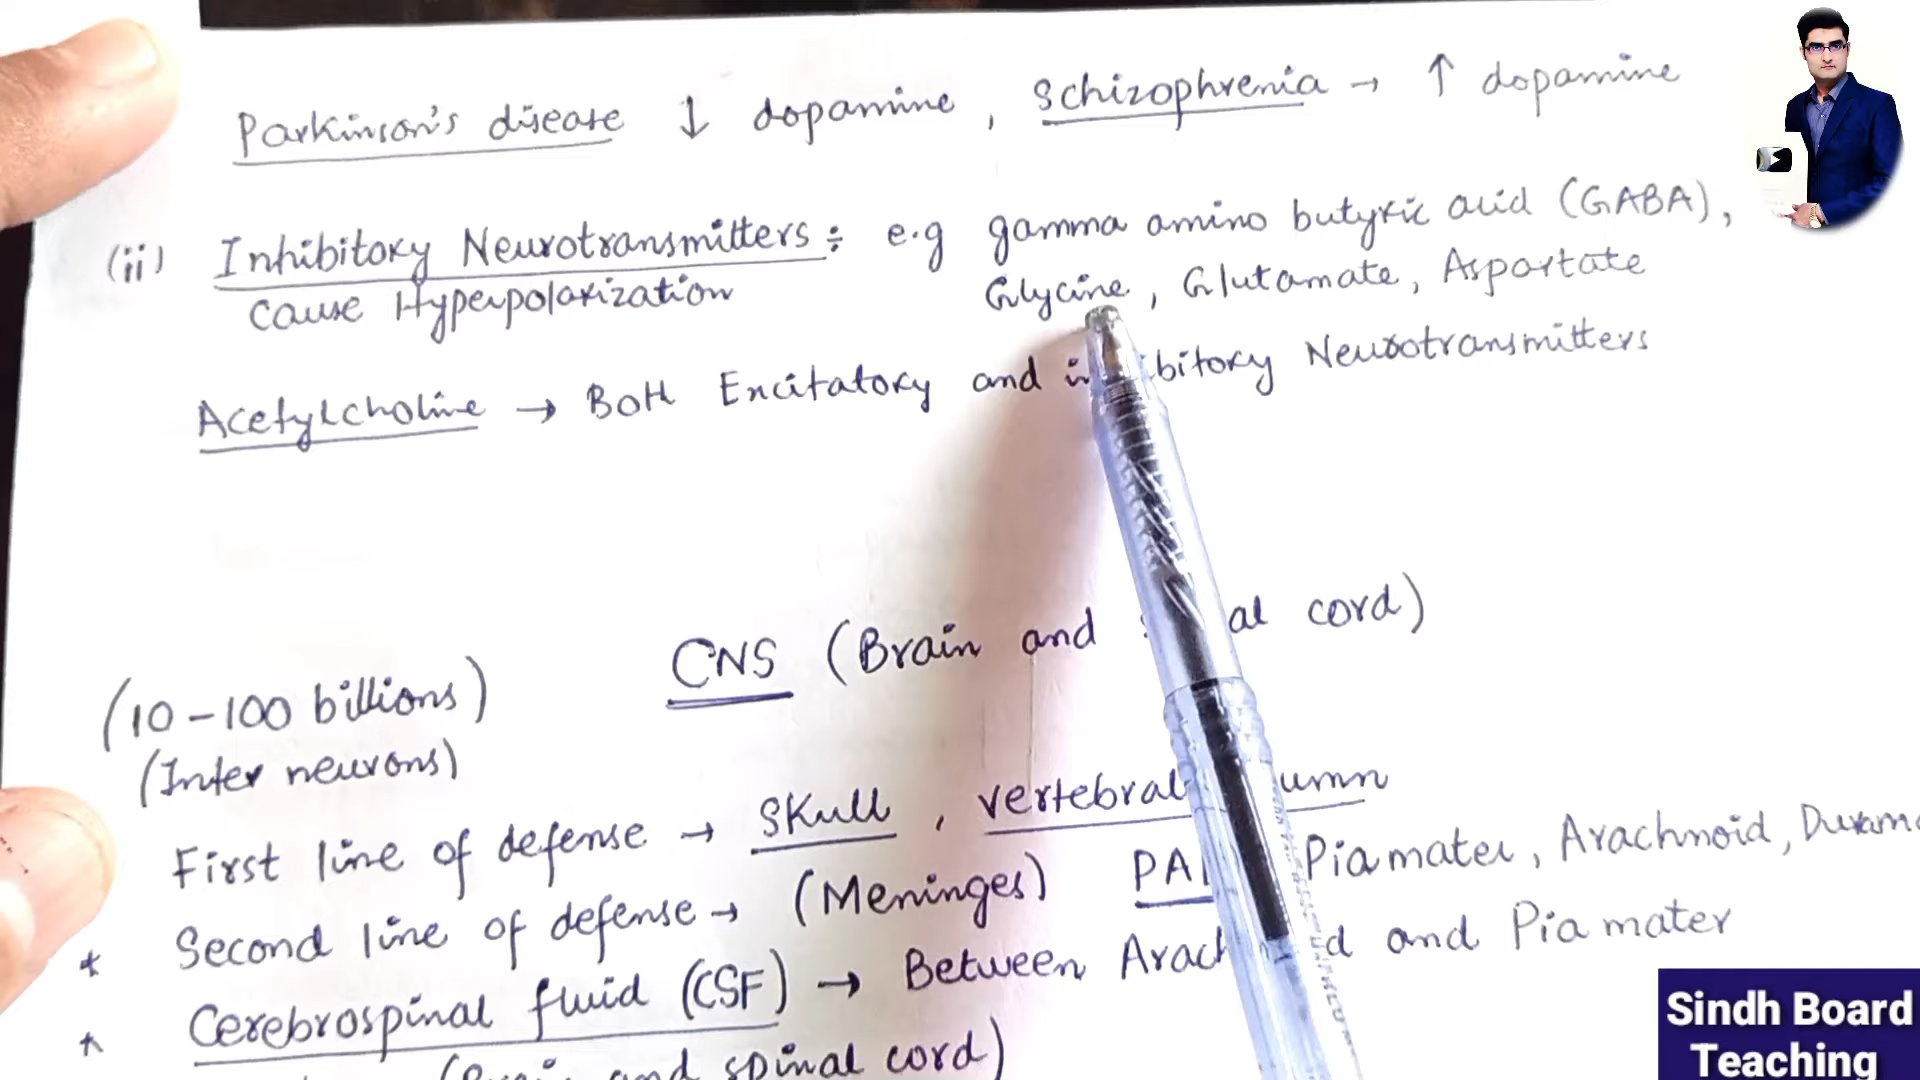 Parkinson's disease ↓ dopamine, Schizophrenia → ↑ dopamine
(ii) Inhibitory Neurotransmitters: e.g gamma amino butyric acid (GABA),
cause Hyperpolarization Glycine, Glutamate, Aspartate
Acetylcholine → Both Excitatory and inhibitory Neurotransmitters
CNS (Brain and al cord)
(10-100 billions)
(Inter neurons)
First line of defense → Skull, vertebral umn
* Second line of defense → (Meninges) PA Piamater, Arachnoid, Durama
* Cerebrospinal fluid (CSF) → Between Arach d and Pia mater
and spinal cord)
Sindh Board
Teaching